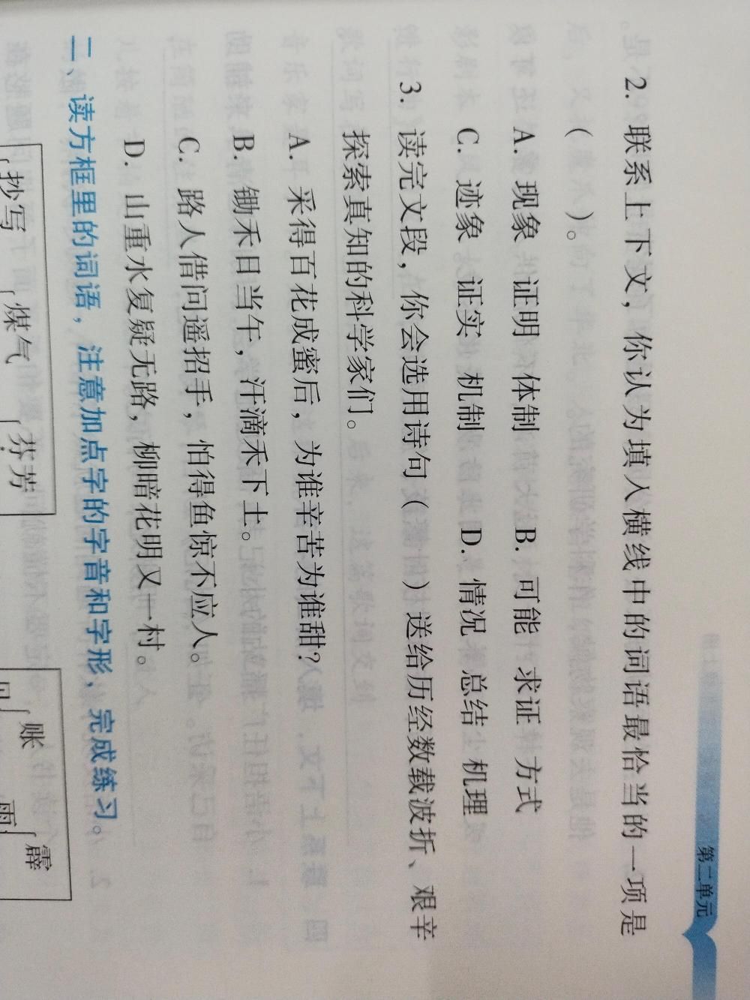 第二单元
2. 联系上下文，你认为填入横线中的词语最恰当的一项是
（ ）。
A. 现象 证明 体制 B. 可能 求证 方式
C. 迹象 证实 机制 D. 情况 总结 机理
3. 读完文段，你会选用诗句（ ）送给历经数载波折、艰辛
探索真知的科学家们。
A. 采得百花成蜜后，为谁辛苦为谁甜？
B. 锄禾日当午，汗滴禾下土。
C. 路人借问遥招手，怕得鱼惊不应人。
D. 山重水复疑无路，柳暗花明又一村。
二、读方框里的词语，注意加点字的字音和字形，完成练习。
抄写 煤气 芬芳
账 霹